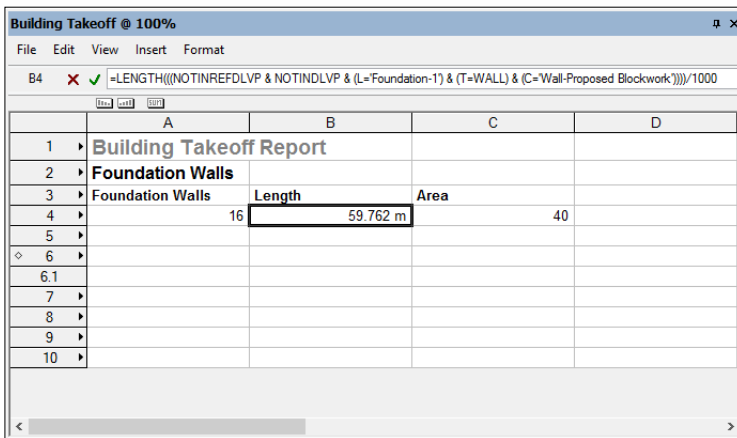 Building Takeoff @ 100%
File Edit View Insert Format
B4 =LENGTH(((NOTINREFDLVP & NOTINDLVP & (L='Foundation-1') & (T=WALL) & (C='Wall-Proposed Blockwork'))))/1000
SUM
A B C D
1 Building Takeoff Report
2 Foundation Walls
3 Foundation Walls Length Area
4 16 59.762 m 40
5
6
6.1
7
8
9
10